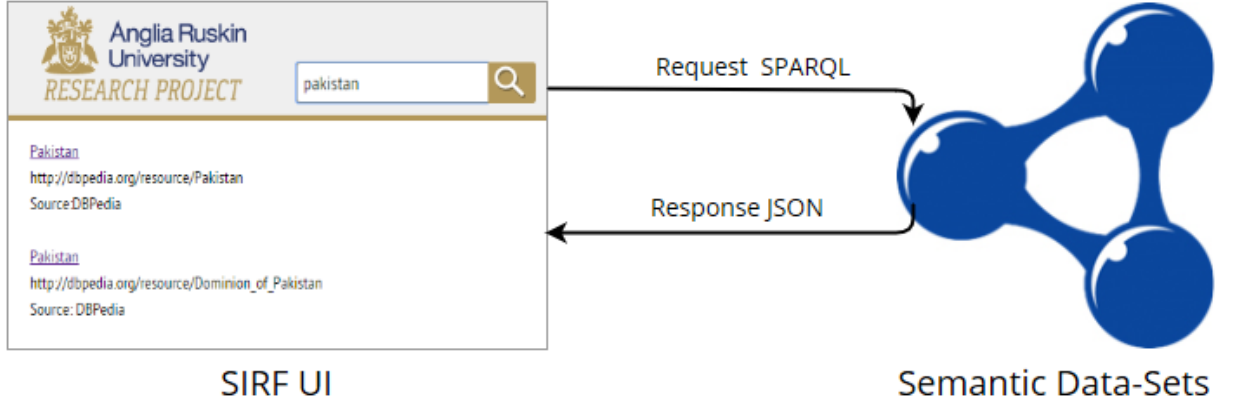 Anglia Ruskin
University
RESEARCH PROJECT
pakistan
Pakistan
http://dbpedia.org/resource/Pakistan
Source:DBPedia
Pakistan
http://dbpedia.org/resource/Dominion_of_Pakistan
Source: DBPedia
SIRF UI
Request SPARQL
Response JSON
Semantic Data-Sets